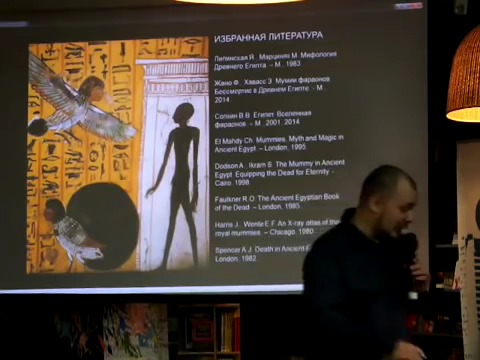 ИЗБРАННАЯ ЛИТЕРАТУРА
Липинская Я., Марциняк М. Мифология
Древнего Египта. – М., 1983.
Жано Ф., Хавасс З. Мумии фараонов.
Бессмертие в Древнем Египте. - М.,
2014.
Солкин В.В. Египет. Вселенная
фараонов. – М., 2001, 2014
El Mahdy Ch. Mummies, Myth and Magic in
Ancient Egypt. – London, 1995.
Dodson A., Ikram S. The Mummy in Ancient
Egypt: Equipping the Dead for Eternity. -
Cairo, 1998.
Faulkner R.O. The Ancient Egyptian Book
of the Dead. – London, 1985.
Harris J., Wente E.F. An X-ray atlas of the
royal mummies. – Chicago, 1980.
Spencer A.J. Death in Ancient
London, 1982